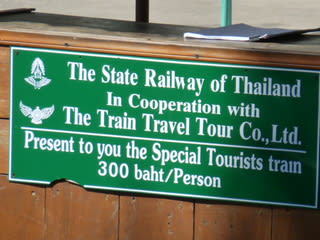 The State Railway of Thailand
In Cooperation with
The Train Travel Tour Co.,Ltd.
Present to you the Special Tourists train
300 baht/Person